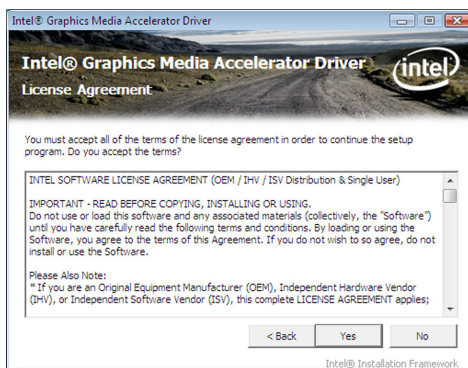 Intel® Graphics Media Accelerator Driver
Intel® Graphics Media Accelerator Driver
intel
License Agreement
You must accept all of the terms of the license agreement in order to continue the setup
program. Do you accept the terms?
INTEL SOFTWARE LICENSE AGREEMENT (OEM / IHV / ISV Distribution & Single User)
IMPORTANT - READ BEFORE COPYING, INSTALLING OR USING.
Do not use or load this software and any associated materials (collectively, the "Software")
until you have carefully read the following terms and conditions. By loading or using the
Software, you agree to the terms of this Agreement. If you do not wish to so agree, do not
install or use the Software.
Please Also Note:
* If you are an Original Equipment Manufacturer (OEM), Independent Hardware Vendor
(IHV), or Independent Software Vendor (ISV), this complete LICENSE AGREEMENT applies;
< Back Yes No
Intel® Installation Framework